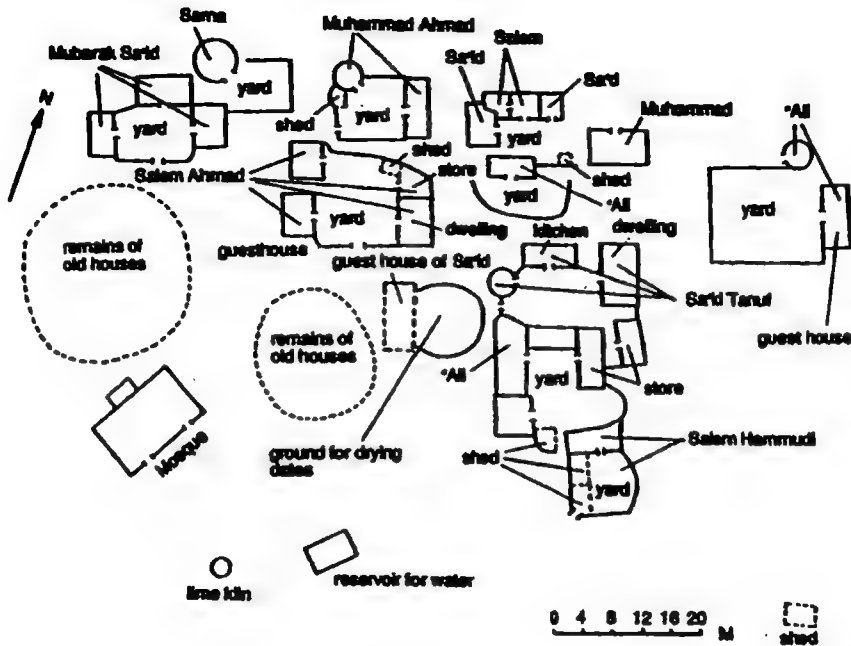 Sama
Muhammad Ahmad
Salem
Mubarak Sa'id
Sa'id
Sa'd
N
yard
yard
yard
yard
Muhammad
'Ali
shed
shed
store
shed
Salem Ahmad
yard
'Ali
yard
yard
remains of
old houses
guesthouse
dwelling
kitchen
dwelling
guest house of Sa'id
Sa'id Tanuf
guest house
remains of
old houses
'Ali
yard
store
Mosque
ground for drying
dates
shed
Salem Hammudi
yard
lime kiln
reservoir for water
0 4 8 12 16 20
M
shed